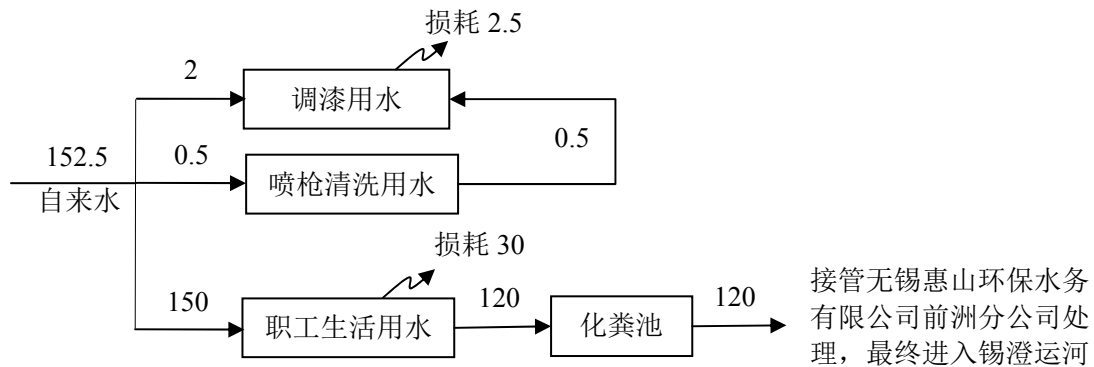 损耗 2.5
2
调漆用水
0.5
152.5
0.5
自来水
喷枪清洗用水
损耗 30
150
职工生活用水
120
化粪池
120
接管无锡惠山环保水务
有限公司前洲分公司处
理，最终进入锡澄运河